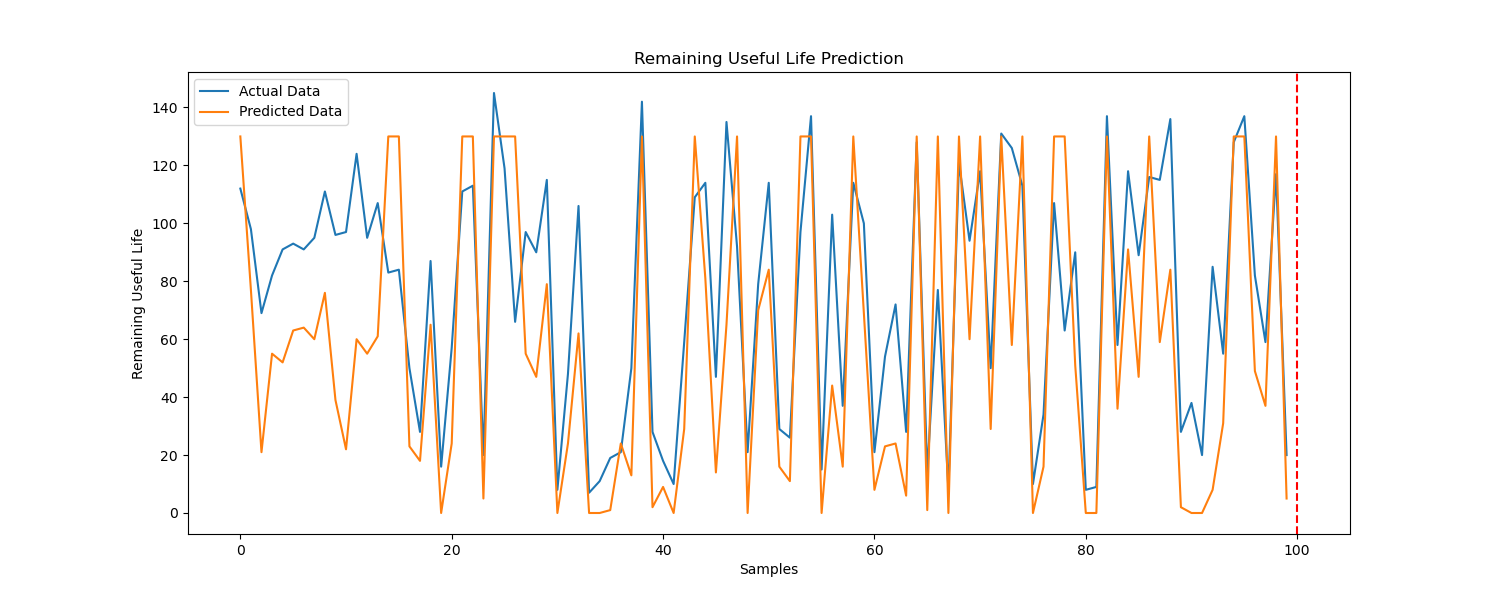 Remaining Useful Life Prediction
Actual Data
Predicted Data
Remaining Useful Life
140
120
100
80
60
40
20
0
0 20 40 60 80 100
Samples